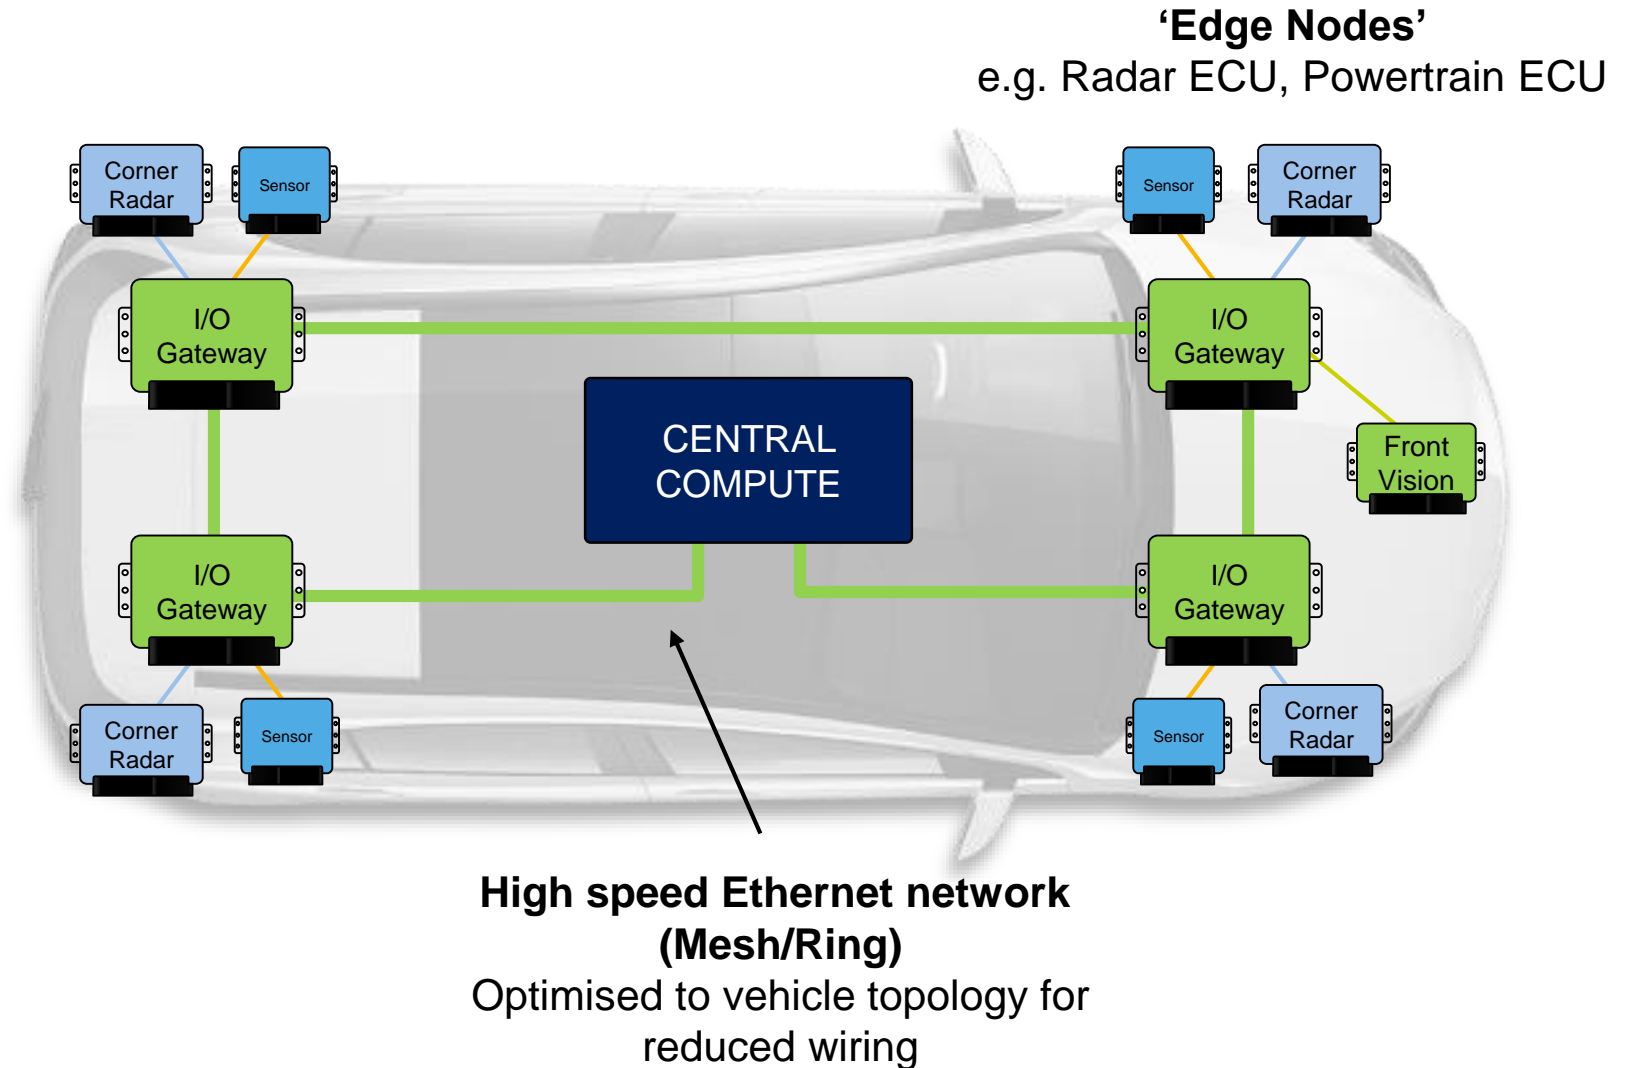 ‘Edge Nodes’
e.g. Radar ECU, Powertrain ECU
Corner
Radar
Sensor
Sensor
Corner
Radar
I/O
Gateway
I/O
Gateway
CENTRAL
COMPUTE
Front
Vision
I/O
Gateway
I/O
Gateway
Corner
Radar
Sensor
Sensor
Corner
Radar
High speed Ethernet network
(Mesh/Ring)
Optimised to vehicle topology for
reduced wiring